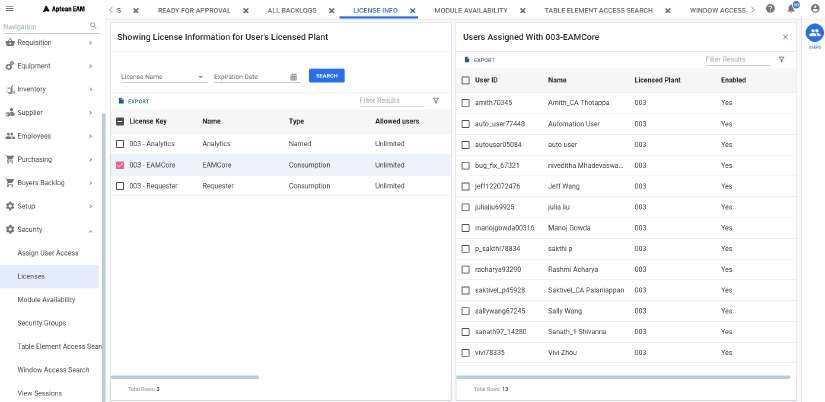 Aptean EAM
S
READY FOR APPROVAL
ALL BACKLOGS
LICENSE INFO
MODULE AVAILABILITY
TABLE ELEMENT ACCESS SEARCH
WINDOW ACCESS
Navigation
Requisition
Equipment
Inventory
Supplier
Employees
Purchasing
Buyers Backlog
Setup
Security
Assign User Access
Licenses
Module Availability
Security Groups
Table Element Access Sear
Window Access Search
View Sessions
Showing License Information for User's Licensed Plant
License Name
Expiration Date
SEARCH
EXPORT
Filter Results
License Key Name Type Allowed users
003 - Analytics Analytics Named Unlimited
003 - EAMCore EAMCore Consumption Unlimited
003 - Requester Requester Consumption Unlimited
Total Rows: 3
Users Assigned With 003-EAMCore
EXPORT
Filter Results
User ID Name Licensed Plant Enabled
amith70345 Amith_CA Thotappa 003 Yes
auto_user77448 Automation User 003 Yes
autouser05084 auto user 003 Yes
bug_fix_67321 niveditha Mhadevaswa... 003 Yes
jeff122072476 Jeff Wang 003 Yes
julialiu69925 julia liu 003 Yes
manojgowda00316 Manoj Gowda 003 Yes
p_sakthi78834 sakthi p 003 Yes
racharya93290 Rashmi Acharya 003 Yes
saktivel_p45928 Saktivel_CA Palaniappan 003 Yes
sallywang67245 Sally Wang 003 Yes
sanath97_14280 Sanath_1 Shivanna 003 Yes
vivi78335 Vivi Zhou 003 Yes
Total Rows: 13
USERS